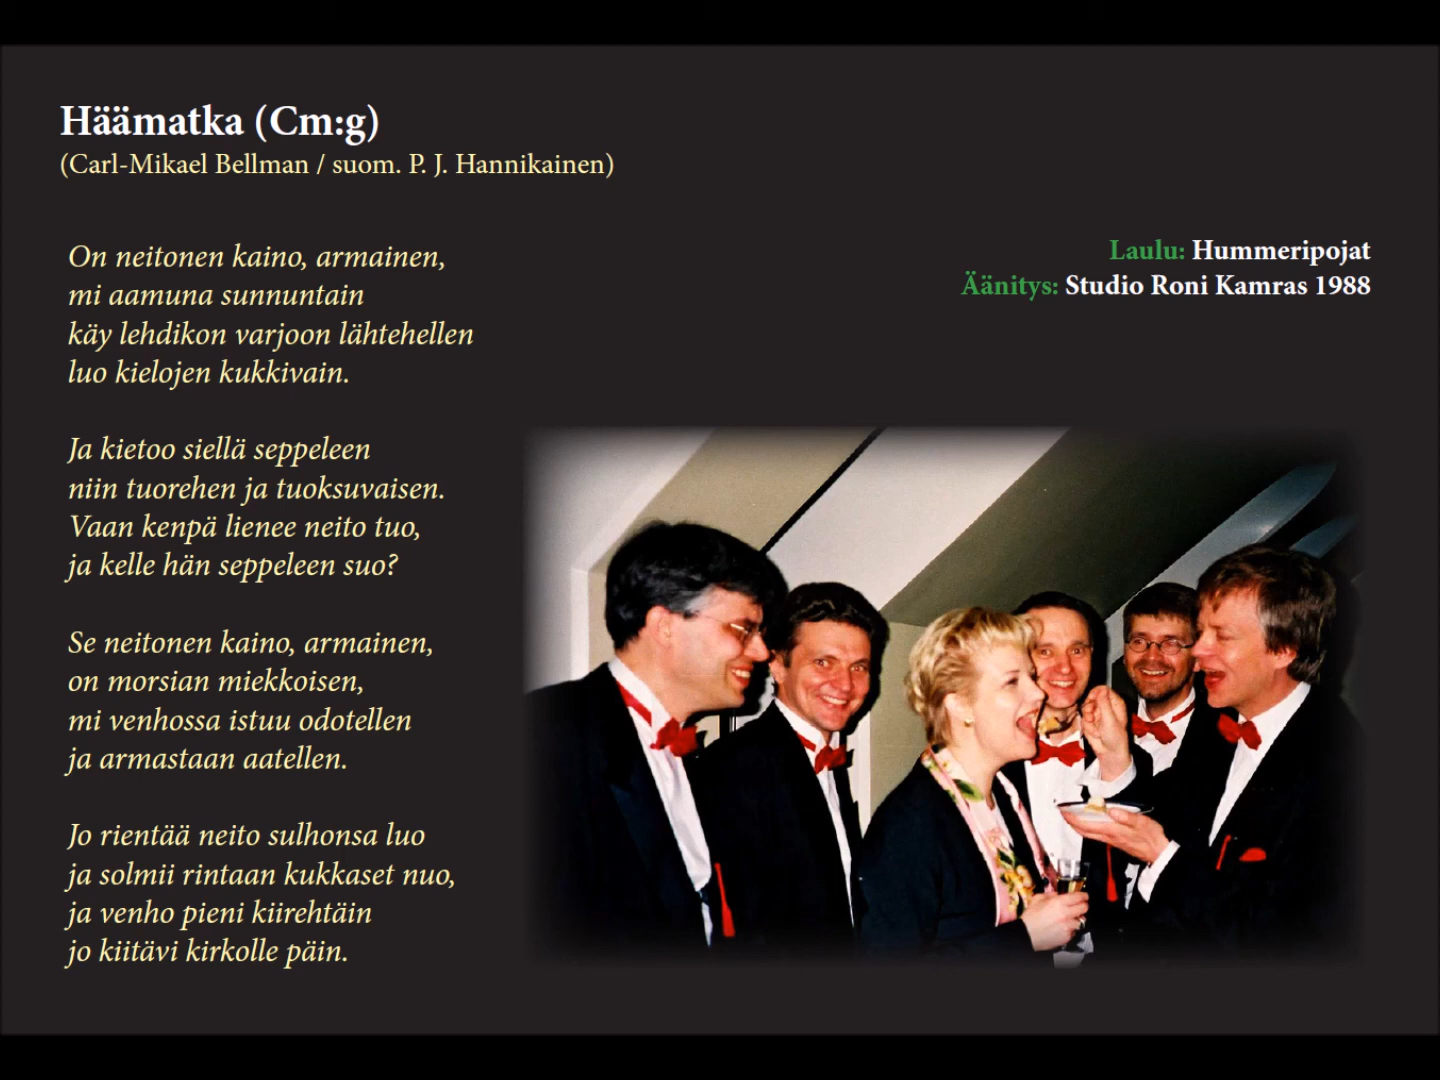 Häämatka (Cm:g)
(Carl-Mikael Bellman / suom. P. J. Hannikainen)
On neitonen kaino, armainen,
mi aamuna sunnuntain
käy lehdikon varjoon lähtehellen
luo kielojen kukkivain.
Ja kietoo siellä seppeleen
niin tuorehen ja tuoksuvaisen.
Vaan kenpä lienee neito tuo,
ja kelle hän seppeleen suo?
Se neitonen kaino, armainen,
on morsian miekkoisen,
mi venhossa istuu odotellen
ja armastaan aatellen.
Jo rientää neito sulhonsa luo
ja solmii rintaan kukkaset nuo,
ja venho pieni kiirehtäin
jo kiitävi kirkolle päin.
Laulu: Hummeripojat
Äänitys: Studio Roni Kamras 1988